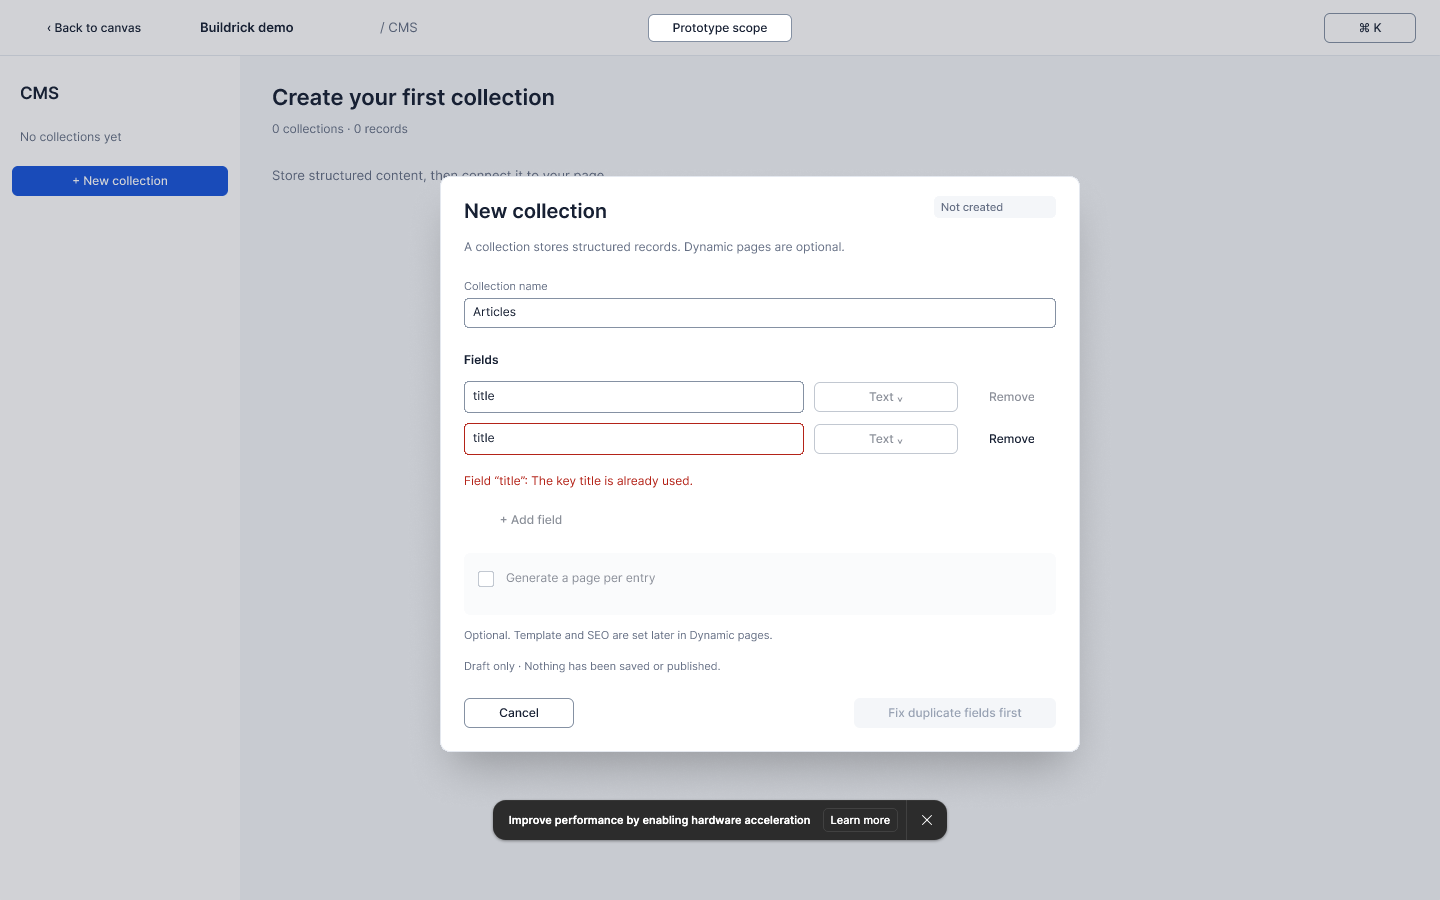 ‹ Back to canvas
Buildrick demo
/ CMS
Prototype scope
⌘ K
CMS
No collections yet
+ New collection
Create your first collection
0 collections · 0 records
Store structured content, then connect it to your page.
New collection
Not created
A collection stores structured records. Dynamic pages are optional.
Collection name
Articles
Fields
title
Text
Remove
title
Text
Remove
Field “title”: The key title is already used.
+ Add field
Generate a page per entry
Optional. Template and SEO are set later in Dynamic pages.
Draft only · Nothing has been saved or published.
Cancel
Fix duplicate fields first
Improve performance by enabling hardware acceleration
Learn more